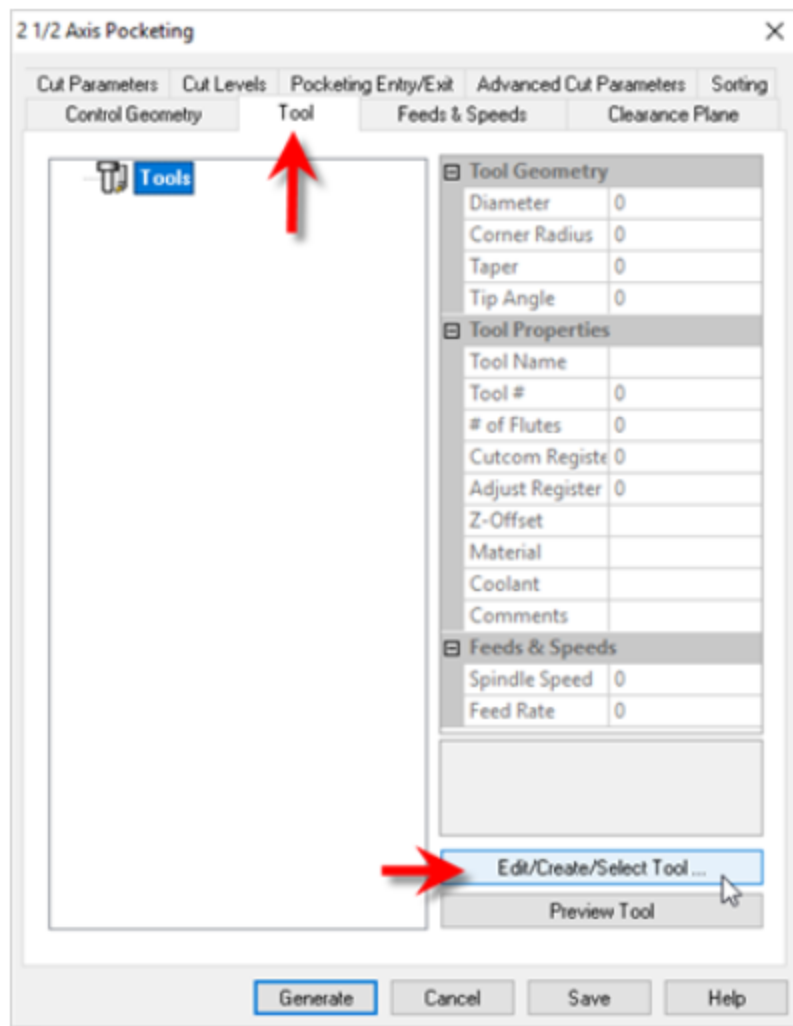 2 1/2 Axis Pocketing
Cut Parameters Cut Levels Pocketing Entry/Exit Advanced Cut Parameters Sorting
Control Geometry Tool Feeds & Speeds Clearance Plane
Tools
Tool Geometry
Diameter 0
Corner Radius 0
Taper 0
Tip Angle 0
Tool Properties
Tool Name
Tool # 0
# of Flutes 0
Cutcom Registe 0
Adjust Register 0
Z-Offset
Material
Coolant
Comments
Feeds & Speeds
Spindle Speed 0
Feed Rate 0
Edit/Create/Select Tool ...
Preview Tool
Generate Cancel Save Help